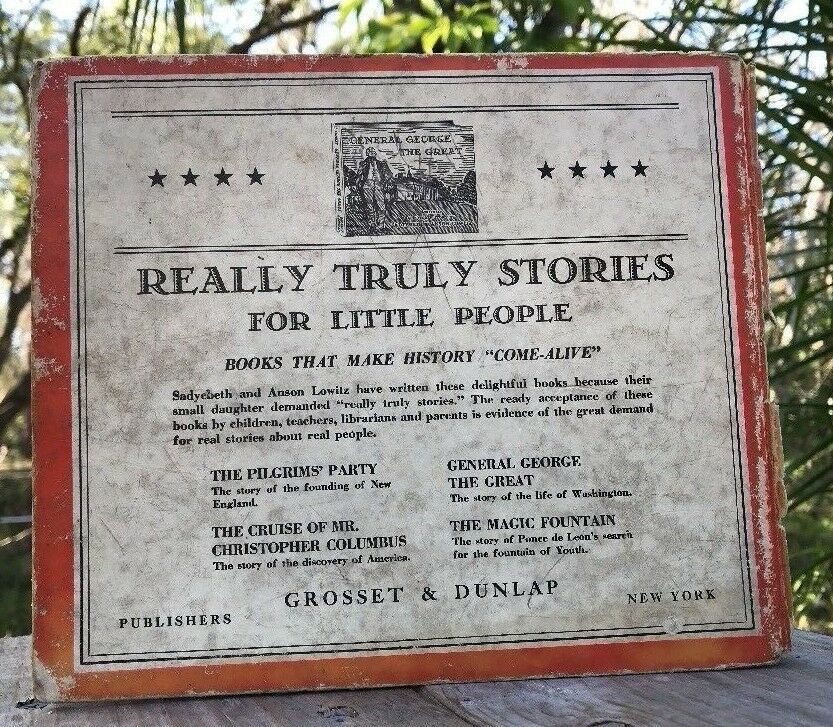 GENERAL GEORGE
THE GREAT
REALLY TRULY STORIES
FOR LITTLE PEOPLE
BOOKS THAT MAKE HISTORY "COME-ALIVE"
Sadyebeth and Anson Lowitz have written these delightful books because their
small daughter demanded "really truly stories." The ready acceptance of these
books by children, teachers, librarians and parents is evidence of the great demand
for real stories about real people.
THE PILGRIMS' PARTY
The story of the founding of New
England.
THE CRUISE OF MR.
CHRISTOPHER COLUMBUS
The story of the discovery of America.
GENERAL GEORGE
THE GREAT
The story of the life of Washington.
THE MAGIC FOUNTAIN
The story of Ponce de Leon's search
for the fountain of Youth.
PUBLISHERS GROSSET & DUNLAP NEW YORK